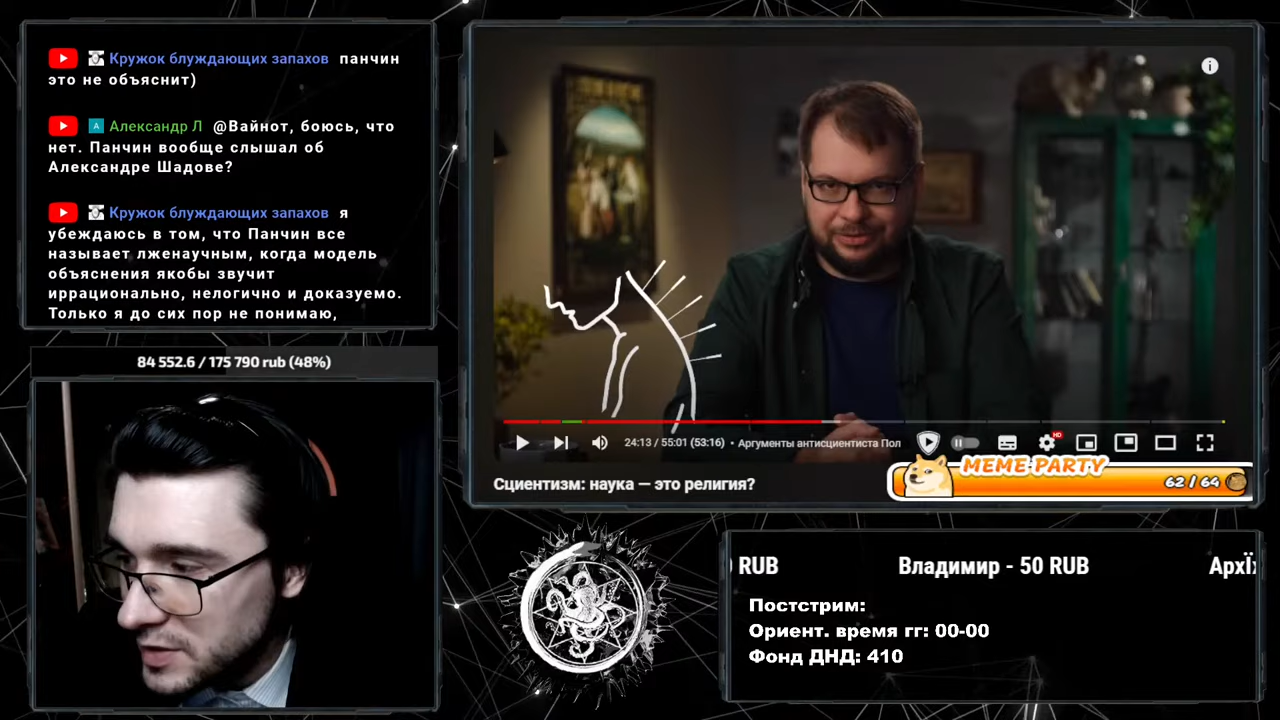 Кружок блуждающих запахов панчин
это не объяснит)
A Александр Л @Вайнот, боюсь, что
нет. Панчин вообще слышал об
Александре Шадове?
Кружок блуждающих запахов я
убеждаюсь в том, что Панчин все
называет лженаучным, когда модель
объяснения якобы звучит
иррационально, нелогично и доказуемо.
Только я до сих пор не понимаю,
84 552.6 / 175 790 rub (48%)
24:13 / 55:01 (53:16) • Аргументы антисциентиста Пол
HD
Сциентизм: наука — это религия?
MEME PARTY
62 / 64
RUB Владимир - 50 RUB
Постстрим:
Ориент. время гг: 00-00
Фонд ДНД: 410